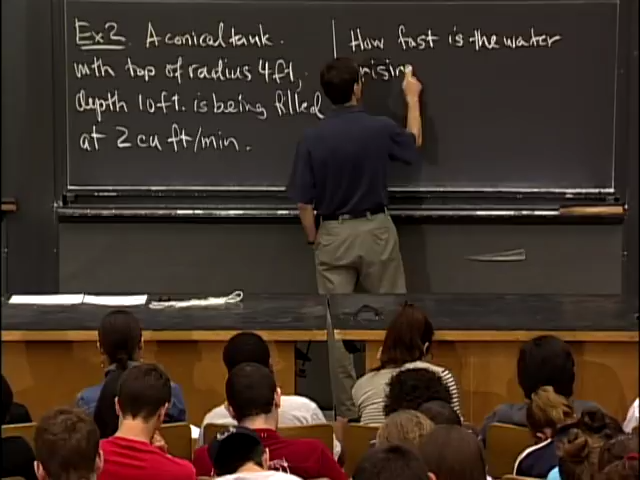 Ex2. A conical tank.
with top of radius 4ft,
depth 10ft. is being filled
at 2 cu ft/min.
How fast is the water
risin